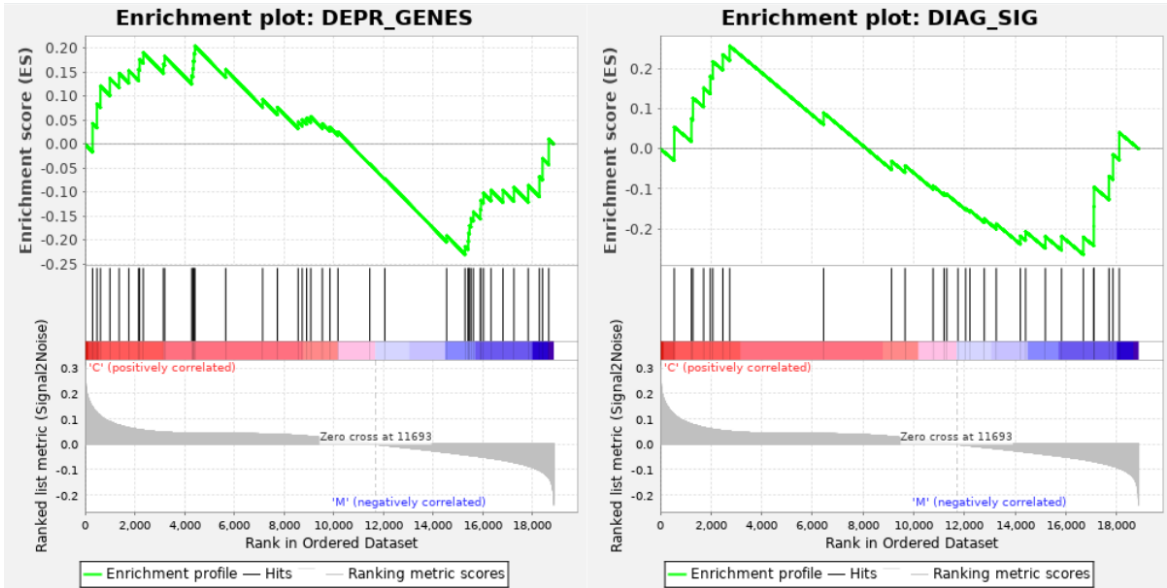 Enrichment plot: DEPR_GENES
Enrichment score (ES)
0.20
0.15
0.10
0.05
0.00
-0.05
-0.10
-0.15
-0.20
-0.25
Ranked list metric (Signal2Noise)
'C' (positively correlated)
0.3
0.2
0.1
0.0
-0.1
-0.2
Zero cross at 11693
'M' (negatively correlated)
0 2,000 4,000 6,000 8,000 10,000 12,000 14,000 16,000 18,000
Rank in Ordered Dataset
Enrichment profile Hits Ranking metric scores
Enrichment plot: DIAG_SIG
Enrichment score (ES)
0.2
0.1
0.0
-0.1
-0.2
Ranked list metric (Signal2Noise)
'C' (positively correlated)
0.3
0.2
0.1
0.0
-0.1
-0.2
Zero cross at 11693
'M' (negatively correlated)
0 2,000 4,000 6,000 8,000 10,000 12,000 14,000 16,000 18,000
Rank in Ordered Dataset
Enrichment profile Hits Ranking metric scores